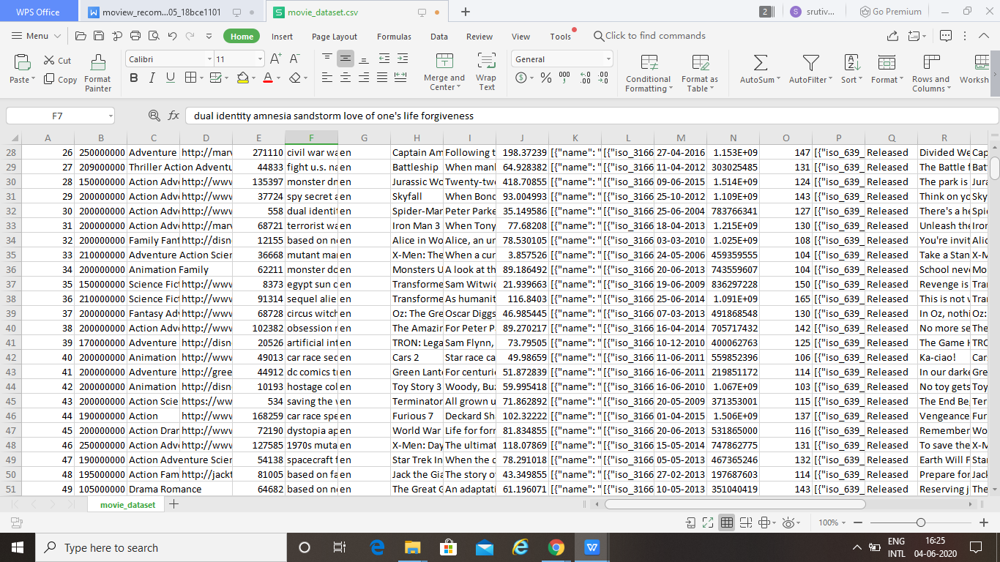 WPS Office moview_recom...05_18bce1101 movie_dataset.csv 2 S srutiv... Go Premium
Menu Home Insert Page Layout Formulas Data Review View Tools Click to find commands
Paste Cut Copy Format Painter Calibri 11 B I U A Merge and Center Wrap Text General Conditional Formatting Format as Table AutoSum AutoFilter Sort Format Rows and Columns Worksh
F7 fx dual identity amnesia sandstorm love of one's life forgiveness
A B C D E F G H I J K L M N O P Q R
28 26 250000000 Adventure http://marv 271110 civil war wa en Captain Am Following t 198.37239 [{"name": " [{"iso_3166 27-04-2016 1.153E+09 147 [{"iso_639_ Released Divided We Cap
29 27 209000000 Thriller Action Adventu 44833 fight u.s. na en Battleship When mank 64.928382 [{"name": " [{"iso_3166 11-04-2012 303025485 131 [{"iso_639_ Released The Battle f Batt
30 28 150000000 Action Adv http://www 135397 monster dn en Jurassic Wo Twenty-two 418.70855 [{"name": " [{"iso_3166 09-06-2015 1.514E+09 124 [{"iso_639_ Released The park is Jura
31 29 200000000 Action Adv http://www 37724 spy secret a en Skyfall When Bond 93.004993 [{"name": " [{"iso_3166 25-10-2012 1.109E+09 143 [{"iso_639_ Released Think on yo Sky
32 30 200000000 Action Adv http://www 558 dual identit en Spider-Mar Peter Parke 35.149586 [{"name": " [{"iso_3166 25-06-2004 783766341 127 [{"iso_639_ Released There's a he Spic
33 31 200000000 Action Adv http://marv 68721 terrorist wa en Iron Man 3 When Tony 77.68208 [{"name": " [{"iso_3166 18-04-2013 1.215E+09 130 [{"iso_639_ Released Unleash the Iron
34 32 200000000 Family Fant http://disn 12155 based on no en Alice in Wo Alice, an ur 78.530105 [{"name": " [{"iso_3166 03-03-2010 1.025E+09 108 [{"iso_639_ Released You're invit Alic
35 33 210000000 Adventure Action Scien 36668 mutant mar en X-Men: The When a cur 3.857526 [{"name": " [{"iso_3166 24-05-2006 459359555 104 [{"iso_639_ Released Take a Stan X-M
36 34 200000000 Animation Family 62211 monster dc en Monsters U A look at th 89.186492 [{"name": " [{"iso_3166 20-06-2013 743559607 104 [{"iso_639_ Released School neve Mo
37 35 150000000 Science Fict http://www 8373 egypt sun c en Transforme Sam Witwic 21.939663 [{"name": " [{"iso_3166 19-06-2009 836297228 150 [{"iso_639_ Released Revenge is Trar
38 36 210000000 Science Fict http://www 91314 sequel alie en Transforme As humanit 116.8403 [{"name": " [{"iso_3166 25-06-2014 1.091E+09 165 [{"iso_639_ Released This is not v Trar
39 37 200000000 Fantasy Adv http://www 68728 circus witch en Oz: The Gre Oscar Diggs 46.985445 [{"name": " [{"iso_3166 07-03-2013 491868548 130 [{"iso_639_ Released In Oz, nothi Oz:
40 38 200000000 Action Adv http://www 102382 obsession r en The Amazin For Peter P 89.270217 [{"name": " [{"iso_3166 16-04-2014 705717432 142 [{"iso_639_ Released No more se The
41 39 170000000 Adventure http://disn 20526 artificial int en TRON: Lega Sam Flynn, 73.79505 [{"name": " [{"iso_3166 10-12-2010 400062763 125 [{"iso_639_ Released The Game H TRO
42 40 200000000 Animation http://www 49013 car race seq en Cars 2 Star race ca 49.98659 [{"name": " [{"iso_3166 11-06-2011 559852396 106 [{"iso_639_ Released Ka-ciao! Cars
43 41 200000000 Adventure http://gree 44912 dc comics tr en Green Lante For centurie 51.872839 [{"name": " [{"iso_3166 16-06-2011 219851172 114 [{"iso_639_ Released In our darke Gre
44 42 200000000 Animation http://disn 10193 hostage col en Toy Story 3 Woody, Buz 59.995418 [{"name": " [{"iso_3166 16-06-2010 1.067E+09 103 [{"iso_639_ Released No toy gets Toy
45 43 200000000 Action Scie https://ww 534 saving the w en Terminator All grown u 71.862892 [{"name": " [{"iso_3166 20-05-2009 371353001 115 [{"iso_639_ Released The End Be Ter
46 44 190000000 Action http://www 168259 car race spe en Furious 7 Deckard Sh 102.32222 [{"name": " [{"iso_3166 01-04-2015 1.506E+09 137 [{"iso_639_ Released Vengeance Fur
47 45 200000000 Action Dran http://www 72190 dystopia ap en World War Life for forn 81.834855 [{"name": " [{"iso_3166 20-06-2013 531865000 116 [{"iso_639_ Released Remember Wo
48 46 250000000 Action Adv http://www 127585 1970s muta en X-Men: Day The ultimat 118.07869 [{"name": " [{"iso_3166 15-05-2014 747862775 131 [{"iso_639_ Released To save the X-M
49 47 190000000 Action Adventure Scien 54138 spacecraft f en Star Trek In When the c 78.291018 [{"name": " [{"iso_3166 05-05-2013 467365246 132 [{"iso_639_ Released Earth Will F Star
50 48 195000000 Action Fam http://jackt 81005 based on fa en Jack the Gia The story of 43.349855 [{"name": " [{"iso_3166 27-02-2013 197687603 114 [{"iso_639_ Released Prepare for Jack
51 49 105000000 Drama Romance 64682 based on no en The Great G An adaptati 61.196071 [{"name": " [{"iso_3166 10-05-2013 351040419 143 [{"iso_639_ Released Reserving j The
movie_dataset
100%
Type here to search ENG INTL 16:25 04-06-2020